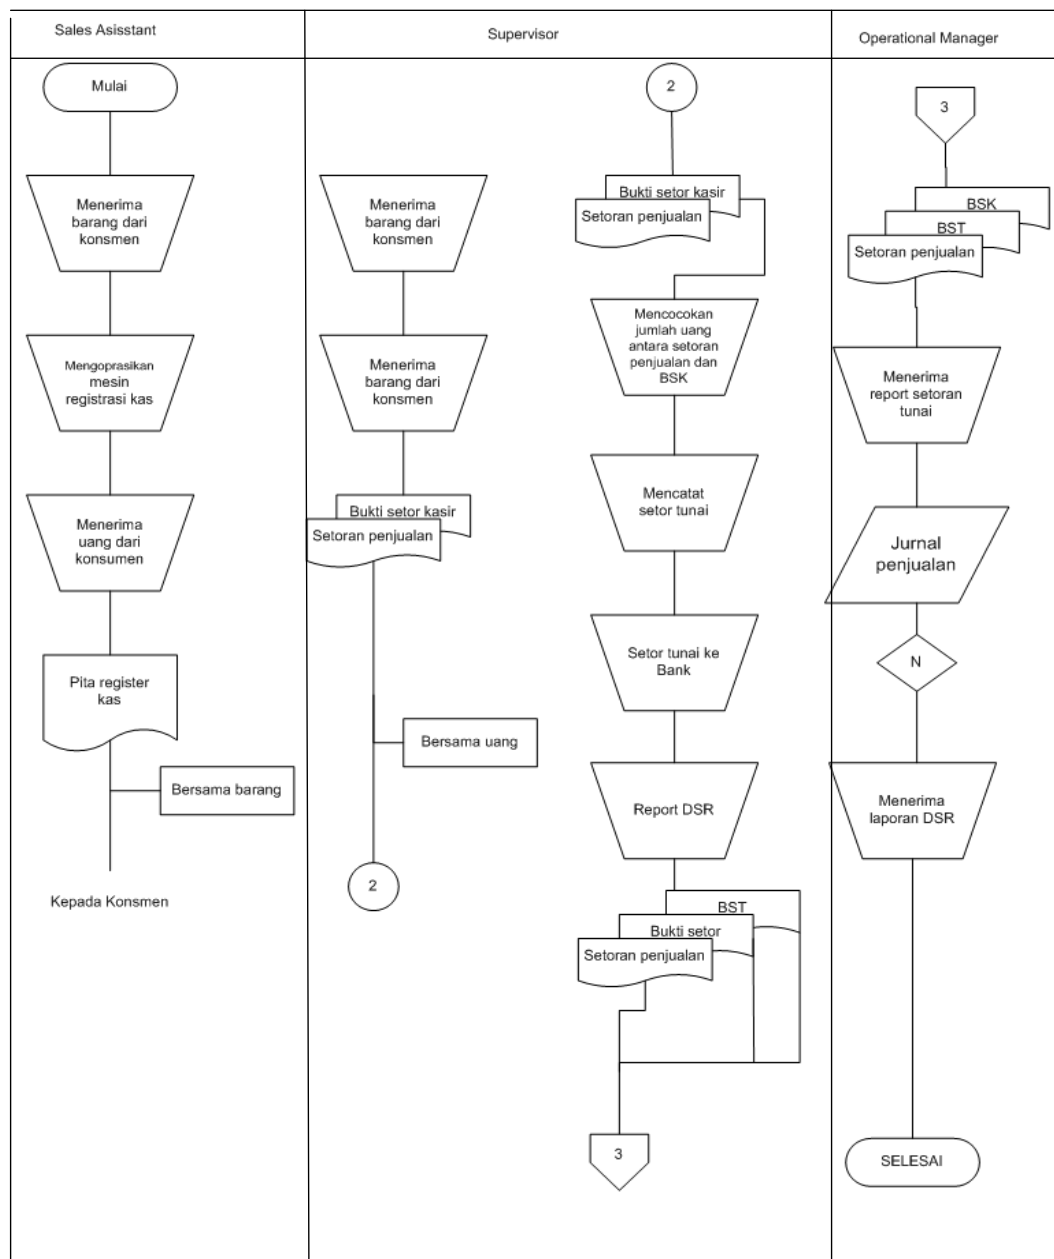 Sales Asisstant
Supervisor
Operational Manager
Mulai
Menerima
barang dari
konsmen
Mengoprasikan
mesin
registrasi kas
Menerima
uang dari
konsumen
Pita register
kas
Bersama barang
Kepada Konsmen
Menerima
barang dari
konsmen
Menerima
barang dari
konsmen
Bukti setor kasir
Setoran penjualan
Bersama uang
2
2
Bukti setor kasir
Setoran penjualan
Mencocokan
jumlah uang
antara setoran
penjualan dan
BSK
Mencatat
setor tunai
Setor tunai ke
Bank
Report DSR
BST
Bukti setor
Setoran penjualan
3
3
BSK
BST
Setoran penjualan
Menerima
report setoran
tunai
Jurnal
penjualan
N
Menerima
laporan DSR
SELESAI